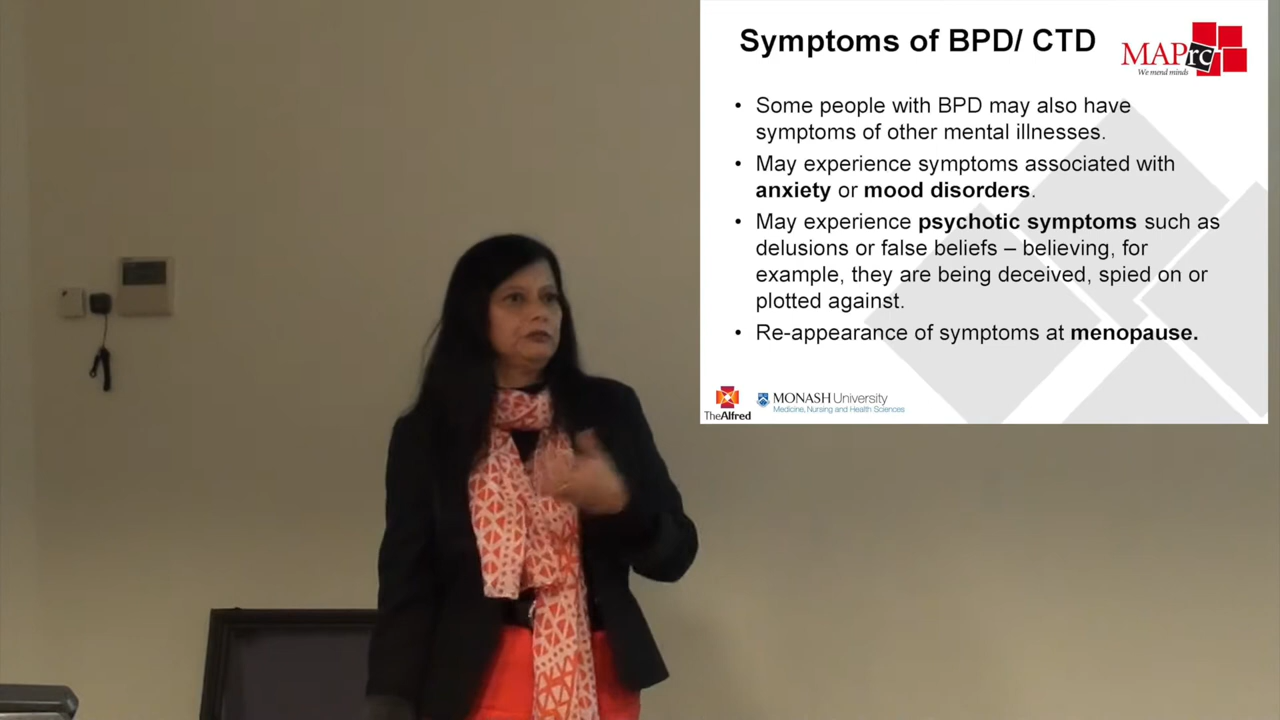 Symptoms of BPD/ CTD
MAPrc
We mend minds
• Some people with BPD may also have
symptoms of other mental illnesses.
• May experience symptoms associated with
anxiety or mood disorders.
• May experience psychotic symptoms such as
delusions or false beliefs – believing, for
example, they are being deceived, spied on or
plotted against.
• Re-appearance of symptoms at menopause.
TheAlfred
MONASH University
Medicine, Nursing and Health Sciences